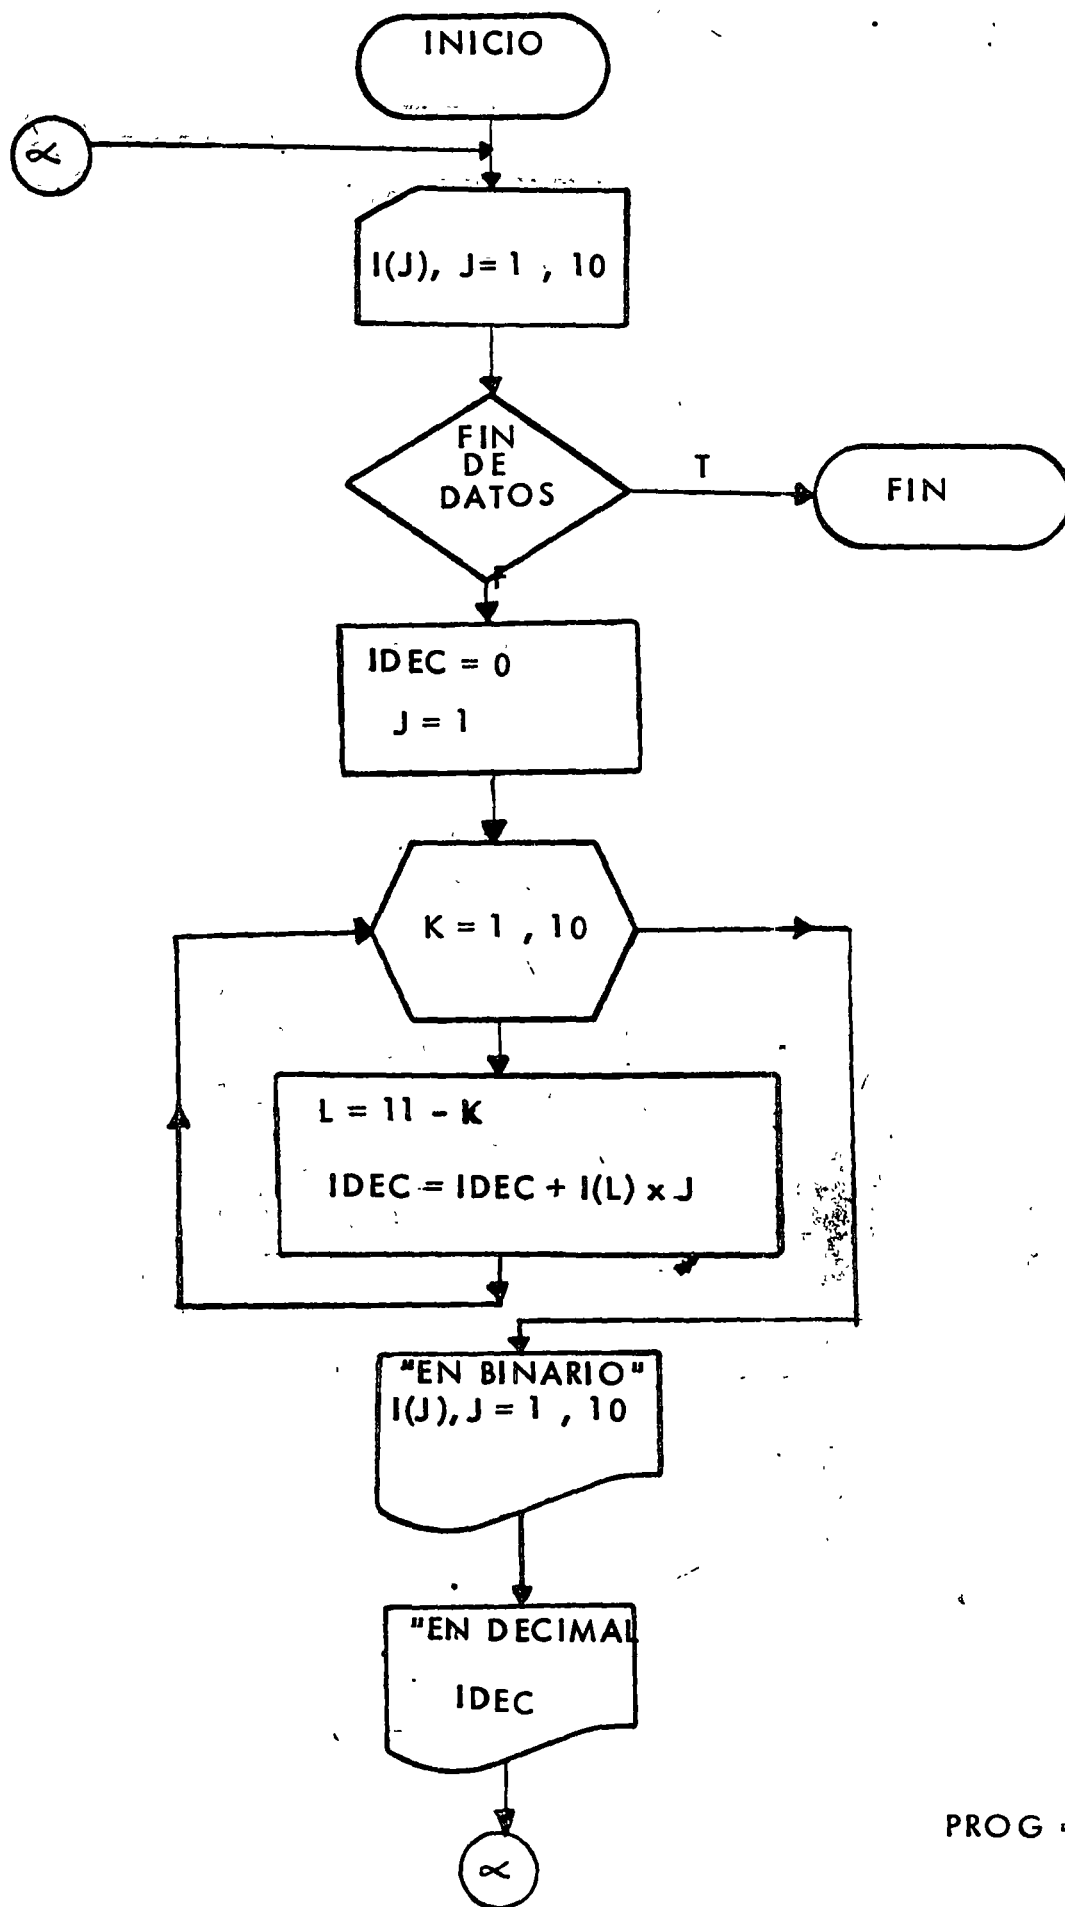 INICIO
∝
I(J), J= 1 , 10
FIN
DE
DATOS
T
FIN
F
IDEC = 0
J = 1
K = 1 , 10
L = 11 - K
IDEC = IDEC + I(L) x J
"EN BINARIO"
I(J), J = 1 , 10
"EN DECIMAL
IDEC
PROG =
∝